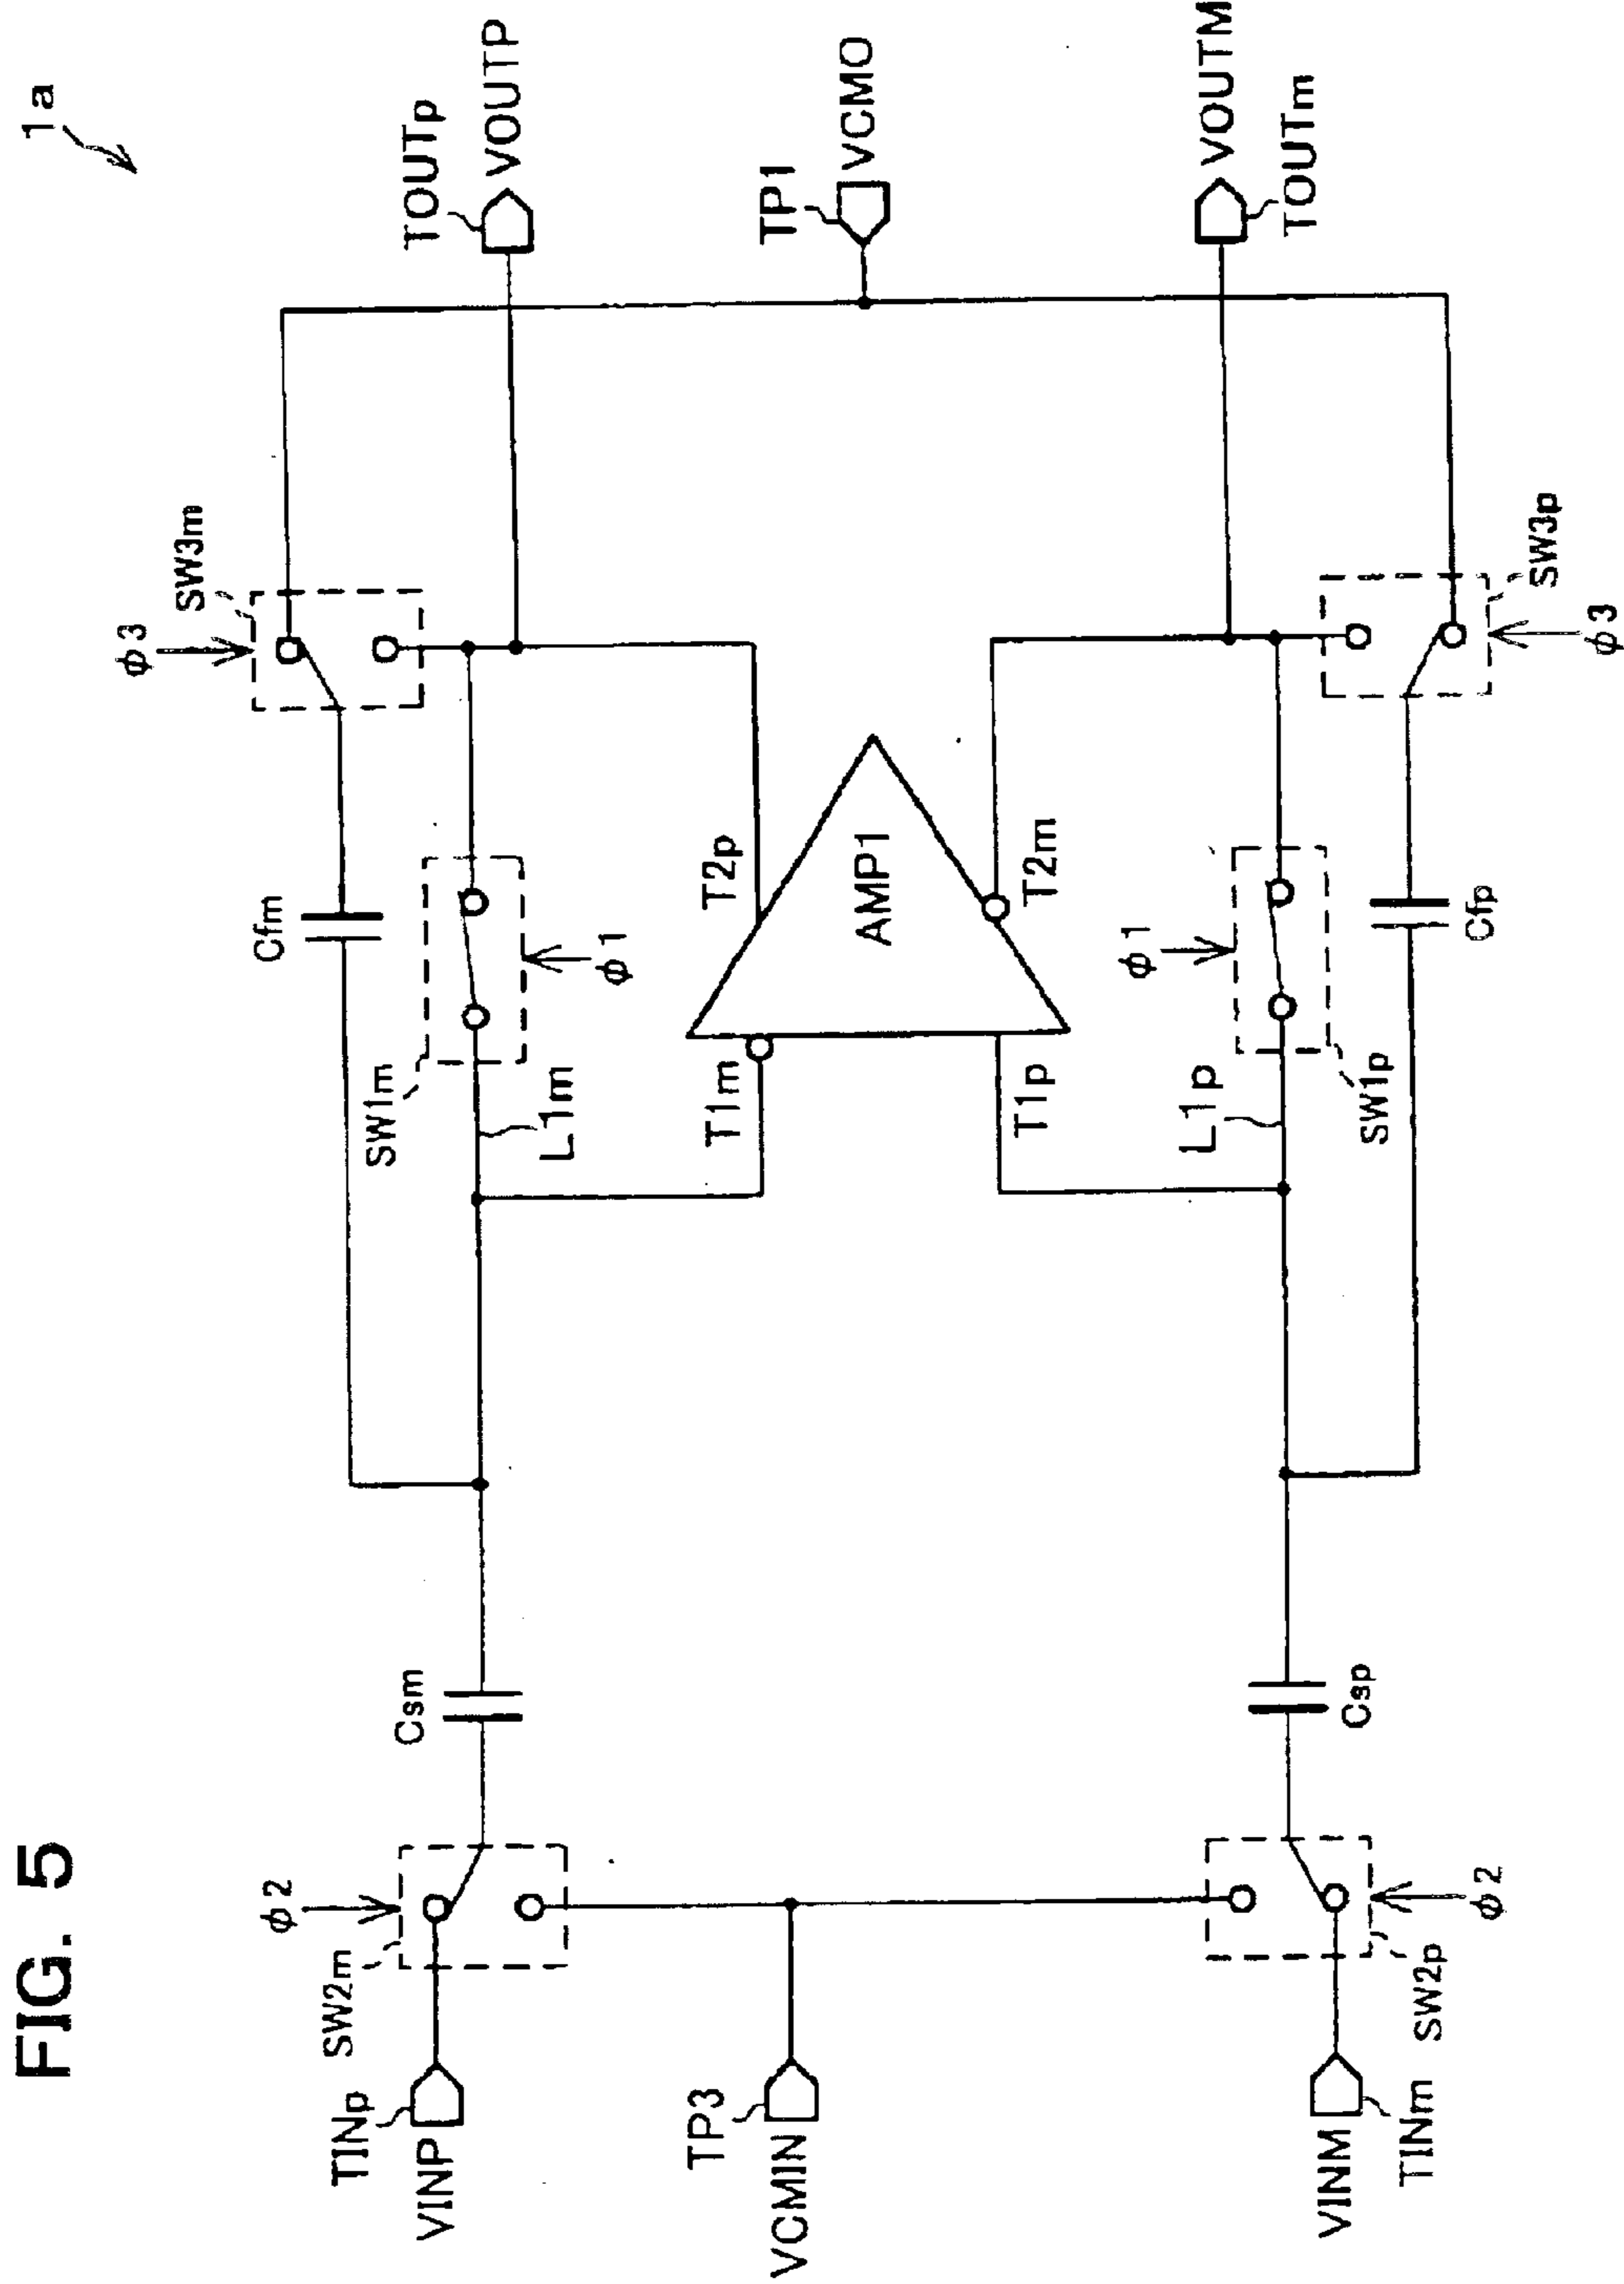 FIG. 5
1a
TINp
VINP
SW2m
φ2
Csm
Cfm
SW1m
L1m
φ1
φ3
SW3m
TOUTp
VOUTP
TP3
VCMIN
T1m
T2p
AMP1
T1p
T2m
TP1
VCMO
VINM
TINm
SW2p
φ2
Csp
L1p
SW1p
φ1
Cfp
SW3p
φ3
VOUTM
TOUTm